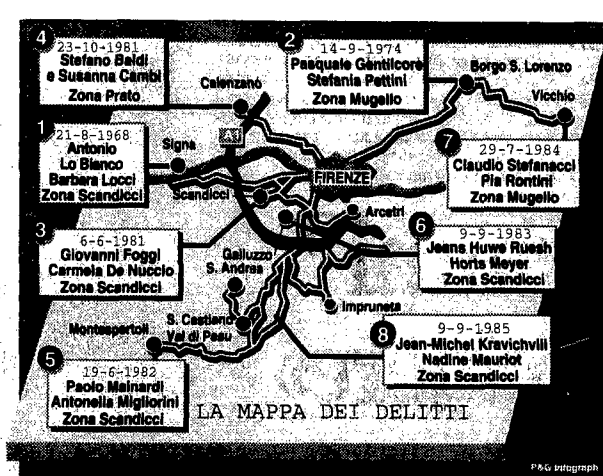 4
23-10-1981
Stefano Baldi
e Susanna Cambi
Zona Prato
2
14-9-1974
Pasquale Gentilcore
Stefania Pettini
Zona Mugello
Borgo S. Lorenzo
Vicchio
Calenzano
A1
1
21-8-1968
Antonio
Lo Bianco
Barbara Locci
Zona Scandicci
Signa
Scandicci
FIRENZE
7
29-7-1984
Claudio Stefanacci
Pia Rontini
Zona Mugello
Arcetri
3
6-6-1981
Giovanni Foggi
Carmela De Nuccio
Zona Scandicci
Galluzzo
S. Andrea
6
9-9-1983
Jeans Huwe Ruesh
Horts Meyer
Zona Scandicci
Impruneta
S. Casciano
Val di Pesu
Montespertoli
8
9-9-1985
Jean-Michel Kravichvili
Nadine Mauriot
Zona Scandicci
5
19-6-1982
Paolo Mainardi
Antonella Migliorini
Zona Scandicci
LA MAPPA DEI DELITTI
P&G Infograph